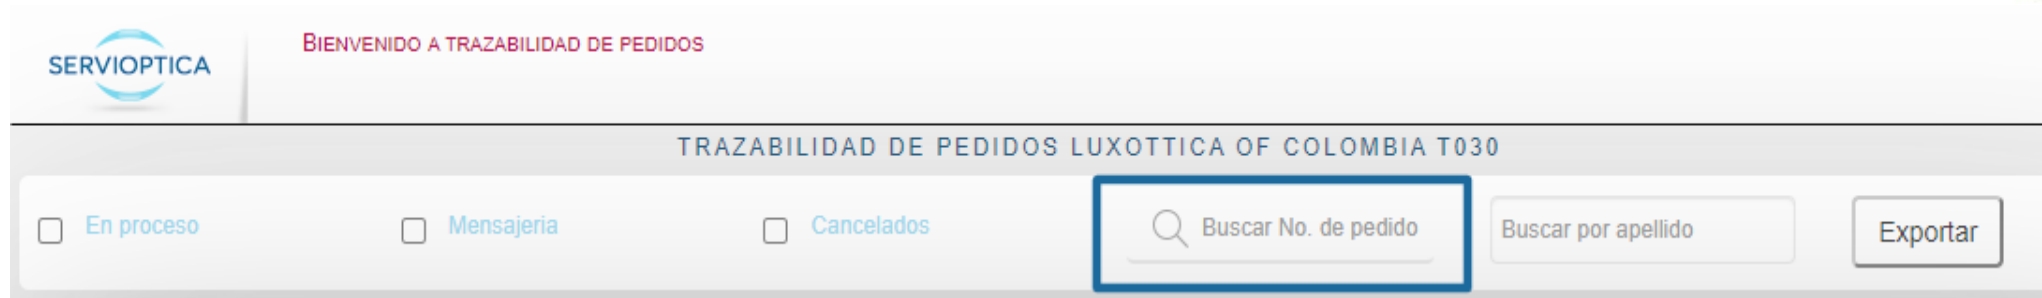 SERVIOPTICA
BIENVENIDO A TRAZABILIDAD DE PEDIDOS
TRAZABILIDAD DE PEDIDOS LUXOTTICA OF COLOMBIA T030
En proceso
Mensajeria
Cancelados
Buscar No. de pedido
Buscar por apellido
Exportar